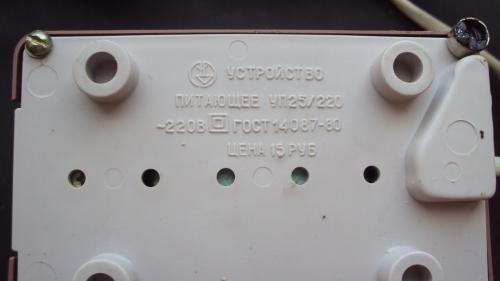 УСТРОЙСТВО
ПИТАЮЩЕЕ УП25/220
~220В ГОСТ14087-80
ЦЕНА 15 РУБ